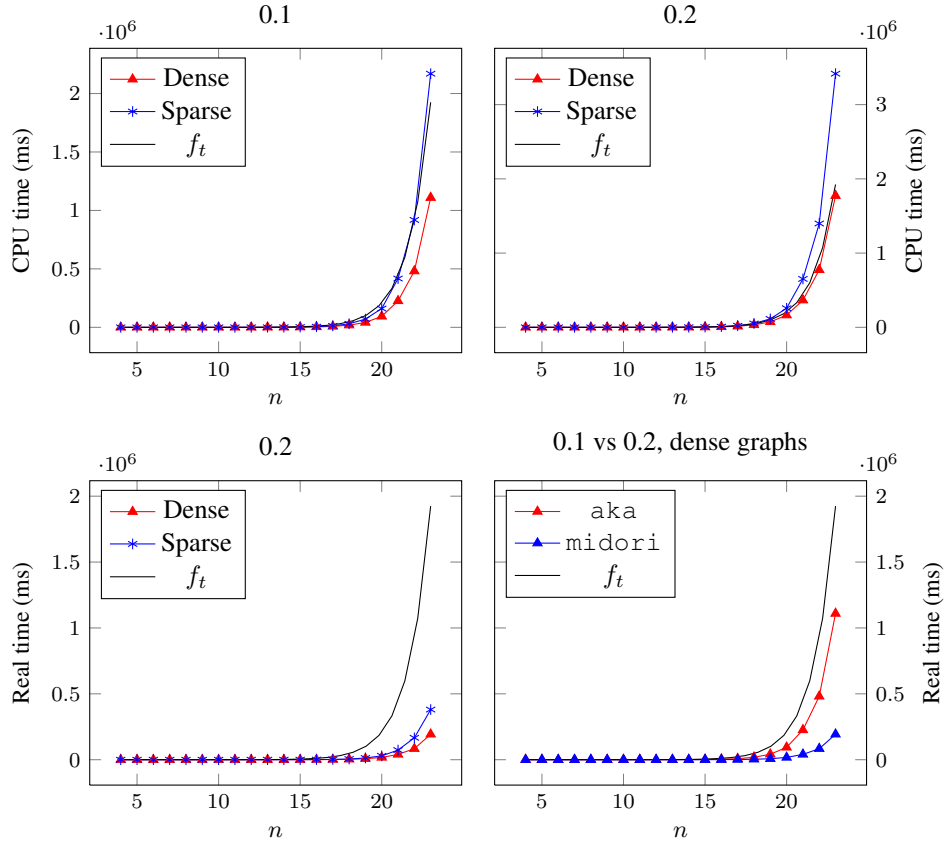 0.1
·10^6
CPU time (ms)
2
1.5
1
0.5
0
5
10
15
20
n
Dense
Sparse
f_t
0.2
·10^6
CPU time (ms)
3
2
1
0
5
10
15
20
n
Dense
Sparse
f_t
0.2
·10^6
Real time (ms)
2
1.5
1
0.5
0
5
10
15
20
n
Dense
Sparse
f_t
0.1 vs 0.2, dense graphs
·10^6
Real time (ms)
2
1.5
1
0.5
0
5
10
15
20
n
aka
midori
f_t